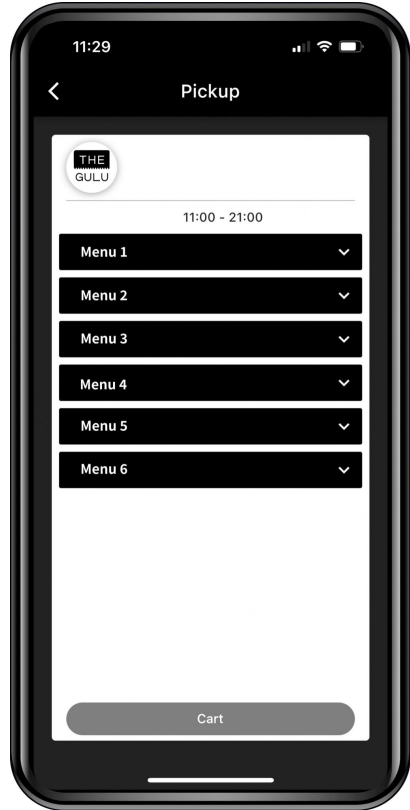 11:29
Pickup
THE
GULU
11:00 - 21:00
Menu 1
Menu 2
Menu 3
Menu 4
Menu 5
Menu 6
Cart